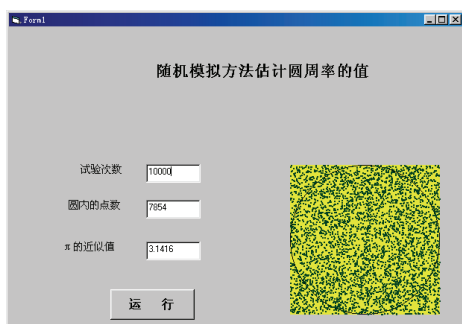 Form1
随机模拟方法估计圆周率的值
试验次数 10000
圆内的点数 7854
π的近似值 3.1416
运 行